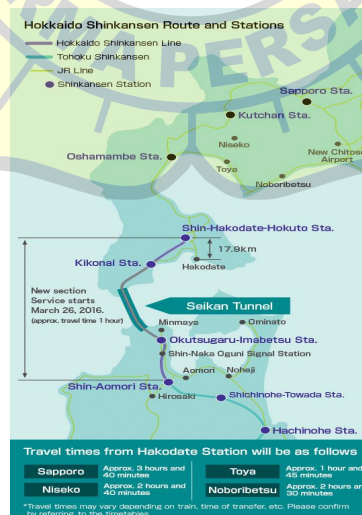 Hokkaido Shinkansen Route and Stations
Hokkaido Shinkansen Line
Tohoku Shinkansen
JR Line
Shinkansen Station
Sapporo Sta.
Kutchan Sta.
Niseko
New Chitose
Airport
Oshamambe Sta.
Toya
Noboribetsu
Shin-Hakodate-Hokuto Sta.
17.9km
Kikonai Sta.
Hakodate
New section
Service starts
March 26, 2016.
(approx. travel time 1 hour)
Seikan Tunnel
Minmaya
Ominato
Okutsugaru-Imabetsu Sta.
Shin-Naka Oguni Signal Station
Aomori
Noheji
Shin-Aomori Sta.
Hirosaki
Shichinohe-Towada Sta.
Hachinohe Sta.
Travel times from Hakodate Station will be as follows
Sapporo
Approx. 3 hours and
40 minutes
Toya
Approx. 1 hour and
45 minutes
Niseko
Approx. 2 hours and
40 minutes
Noboribetsu
Approx. 2 hours and
30 minutes
*Travel times may vary depending on train, time of transfer, etc. Please confirm
by referring to the timetables